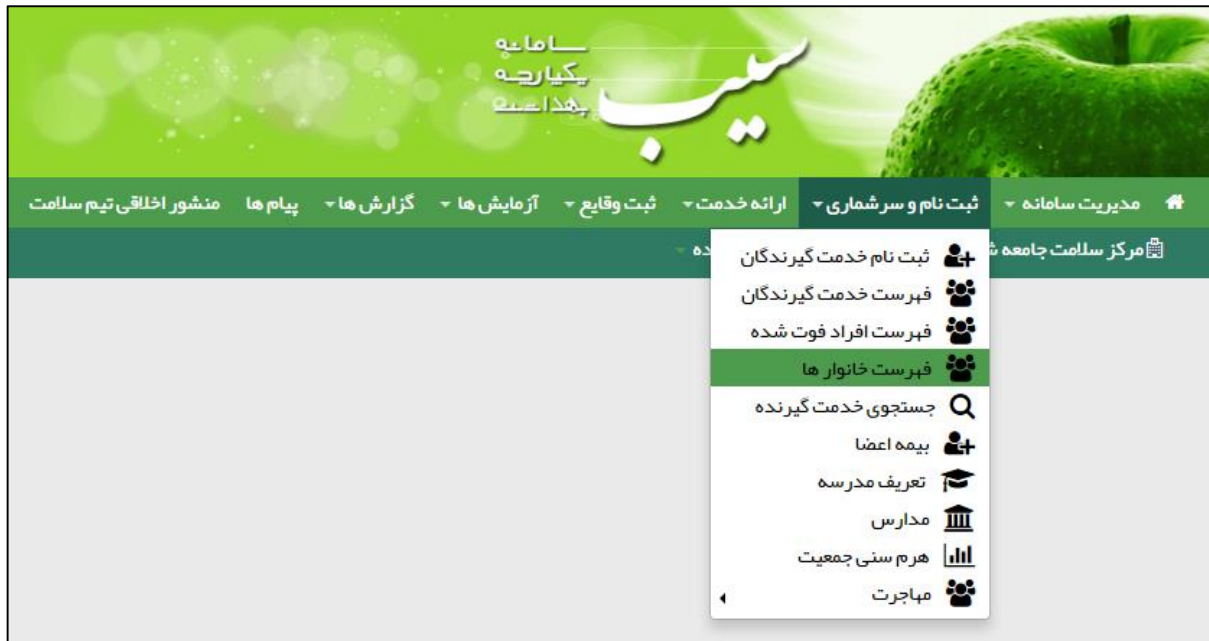 سامانه
یکپارچه
بهداشت
سیب
مدیریت سامانه ثبت نام و سرشماری ارائه خدمت ثبت وقایع آزمایش ها گزارش ها پیام ها منشور اخلاقی تیم سلامت
مرکز سلامت جامعه ده
ثبت نام خدمت گیرندگان
فهرست خدمت گیرندگان
فهرست افراد فوت شده
فهرست خانوار ها
جستجوی خدمت گیرنده
بیمه اعضا
تعریف مدرسه
مدارس
هرم سنی جمعیت
مهاجرت